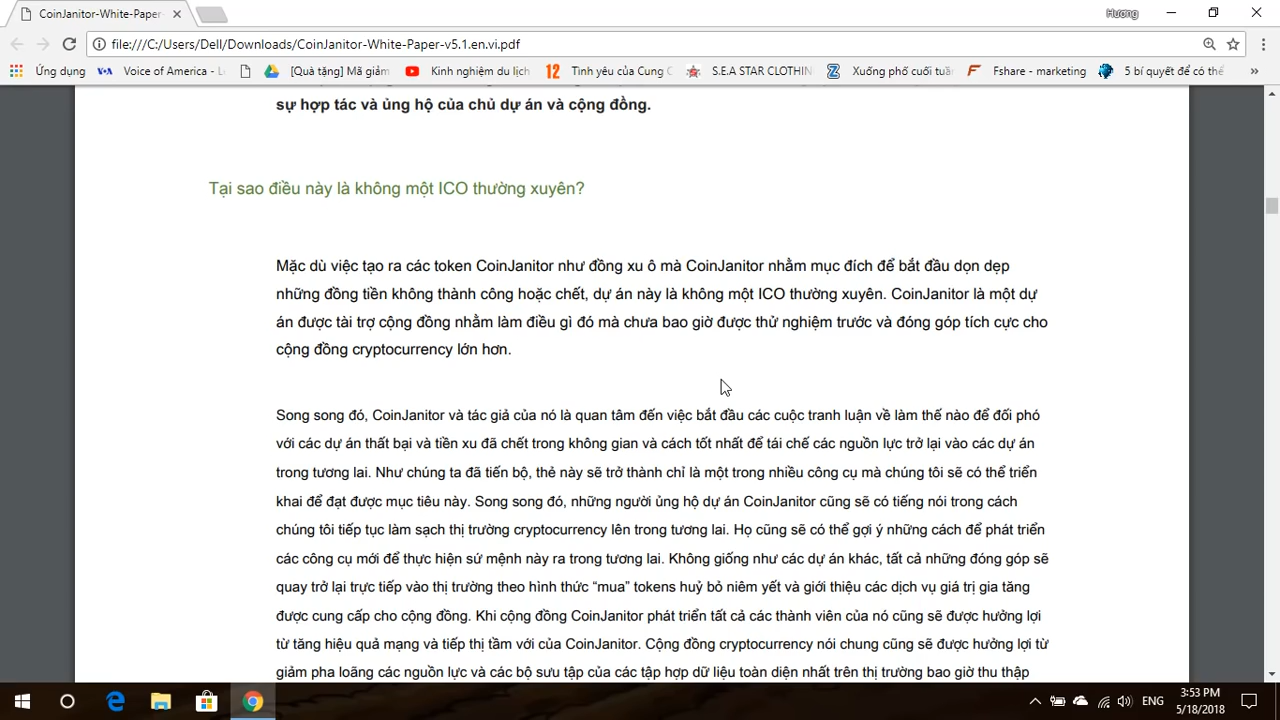 CoinJanitor-White-Paper-
Hương
file:///C:/Users/Dell/Downloads/CoinJanitor-White-Paper-v5.1.en.vi.pdf
Ứng dụng VOA Voice of America - L [Quà tặng] Mã giảm Kinh nghiệm du lịch 12 Tình yêu của Cung S.E.A STAR CLOTHIN Z Xuống phố cuối tuần F Fshare - marketing 5 bí quyết để có thể »
sự hợp tác và ủng hộ của chủ dự án và cộng đồng.
Tại sao điều này là không một ICO thường xuyên?
Mặc dù việc tạo ra các token CoinJanitor như đồng xu ô mà CoinJanitor nhằm mục đích để bắt đầu dọn dẹp
những đồng tiền không thành công hoặc chết, dự án này là không một ICO thường xuyên. CoinJanitor là một dự
án được tài trợ cộng đồng nhằm làm điều gì đó mà chưa bao giờ được thử nghiệm trước và đóng góp tích cực cho
cộng đồng cryptocurrency lớn hơn.
Song song đó, CoinJanitor và tác giả của nó là quan tâm đến việc bắt đầu các cuộc tranh luận về làm thế nào để đối phó
với các dự án thất bại và tiền xu đã chết trong không gian và cách tốt nhất để tái chế các nguồn lực trở lại vào các dự án
trong tương lai. Như chúng ta đã tiến bộ, thẻ này sẽ trở thành chỉ là một trong nhiều công cụ mà chúng tôi sẽ có thể triển
khai để đạt được mục tiêu này. Song song đó, những người ủng hộ dự án CoinJanitor cũng sẽ có tiếng nói trong cách
chúng tôi tiếp tục làm sạch thị trường cryptocurrency lên trong tương lai. Họ cũng sẽ có thể gợi ý những cách để phát triển
các công cụ mới để thực hiện sứ mệnh này ra trong tương lai. Không giống như các dự án khác, tất cả những đóng góp sẽ
quay trở lại trực tiếp vào thị trường theo hình thức “mua” tokens huỷ bỏ niêm yết và giới thiệu các dịch vụ giá trị gia tăng
được cung cấp cho cộng đồng. Khi cộng đồng CoinJanitor phát triển tất cả các thành viên của nó cũng sẽ được hưởng lợi
từ tăng hiệu quả mạng và tiếp thị tầm với của CoinJanitor. Cộng đồng cryptocurrency nói chung cũng sẽ được hưởng lợi từ
giảm pha loãng các nguồn lực và các bộ sưu tập của các tập hợp dữ liệu toàn diện nhất trên thị trường bao giờ thu thập
ENG
3:53 PM
5/18/2018